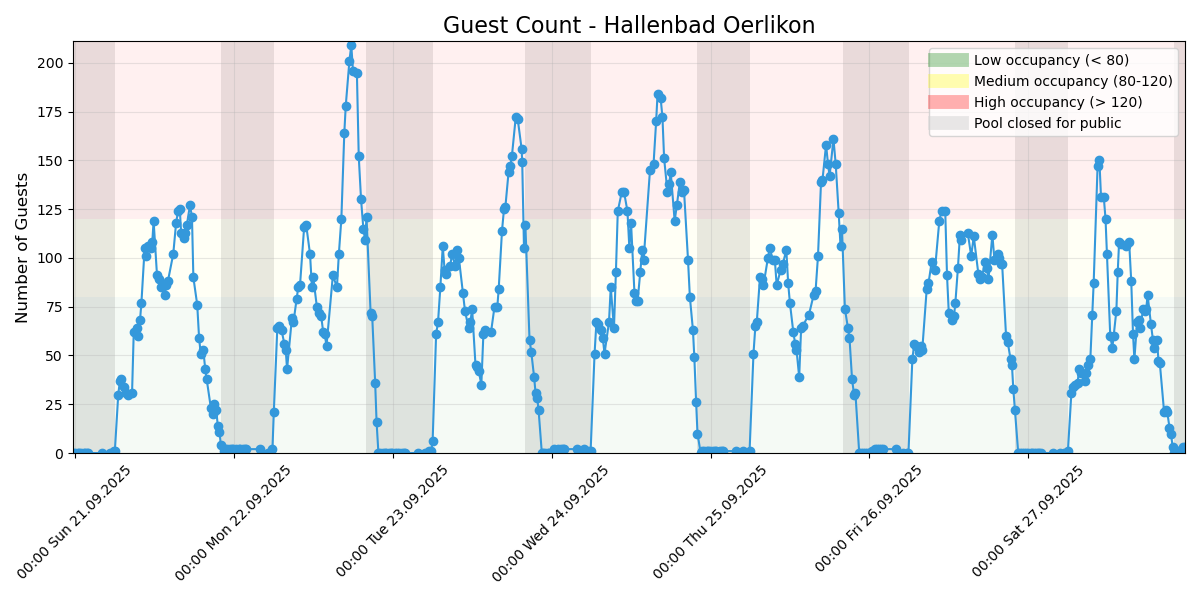 Guest Count - Hallenbad Oerlikon
Low occupancy (< 80)
Medium occupancy (80-120)
High occupancy (> 120)
Pool closed for public
Number of Guests
200
175
150
125
100
75
50
25
0
00:00 Sun 21.09.2025
00:00 Mon 22.09.2025
00:00 Tue 23.09.2025
00:00 Wed 24.09.2025
00:00 Thu 25.09.2025
00:00 Fri 26.09.2025
00:00 Sat 27.09.2025